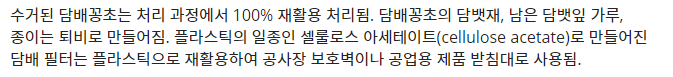 수거된 담배꽁초는 처리 과정에서 100% 재활용 처리됨. 담배꽁초의 담뱃재, 남은 담뱃잎 가루,
종이는 퇴비로 만들어짐. 플라스틱의 일종인 셀룰로스 아세테이트(cellulose acetate)로 만들어진
담배 필터는 플라스틱으로 재활용하여 공사장 보호벽이나 공업용 제품 받침대로 사용됨.